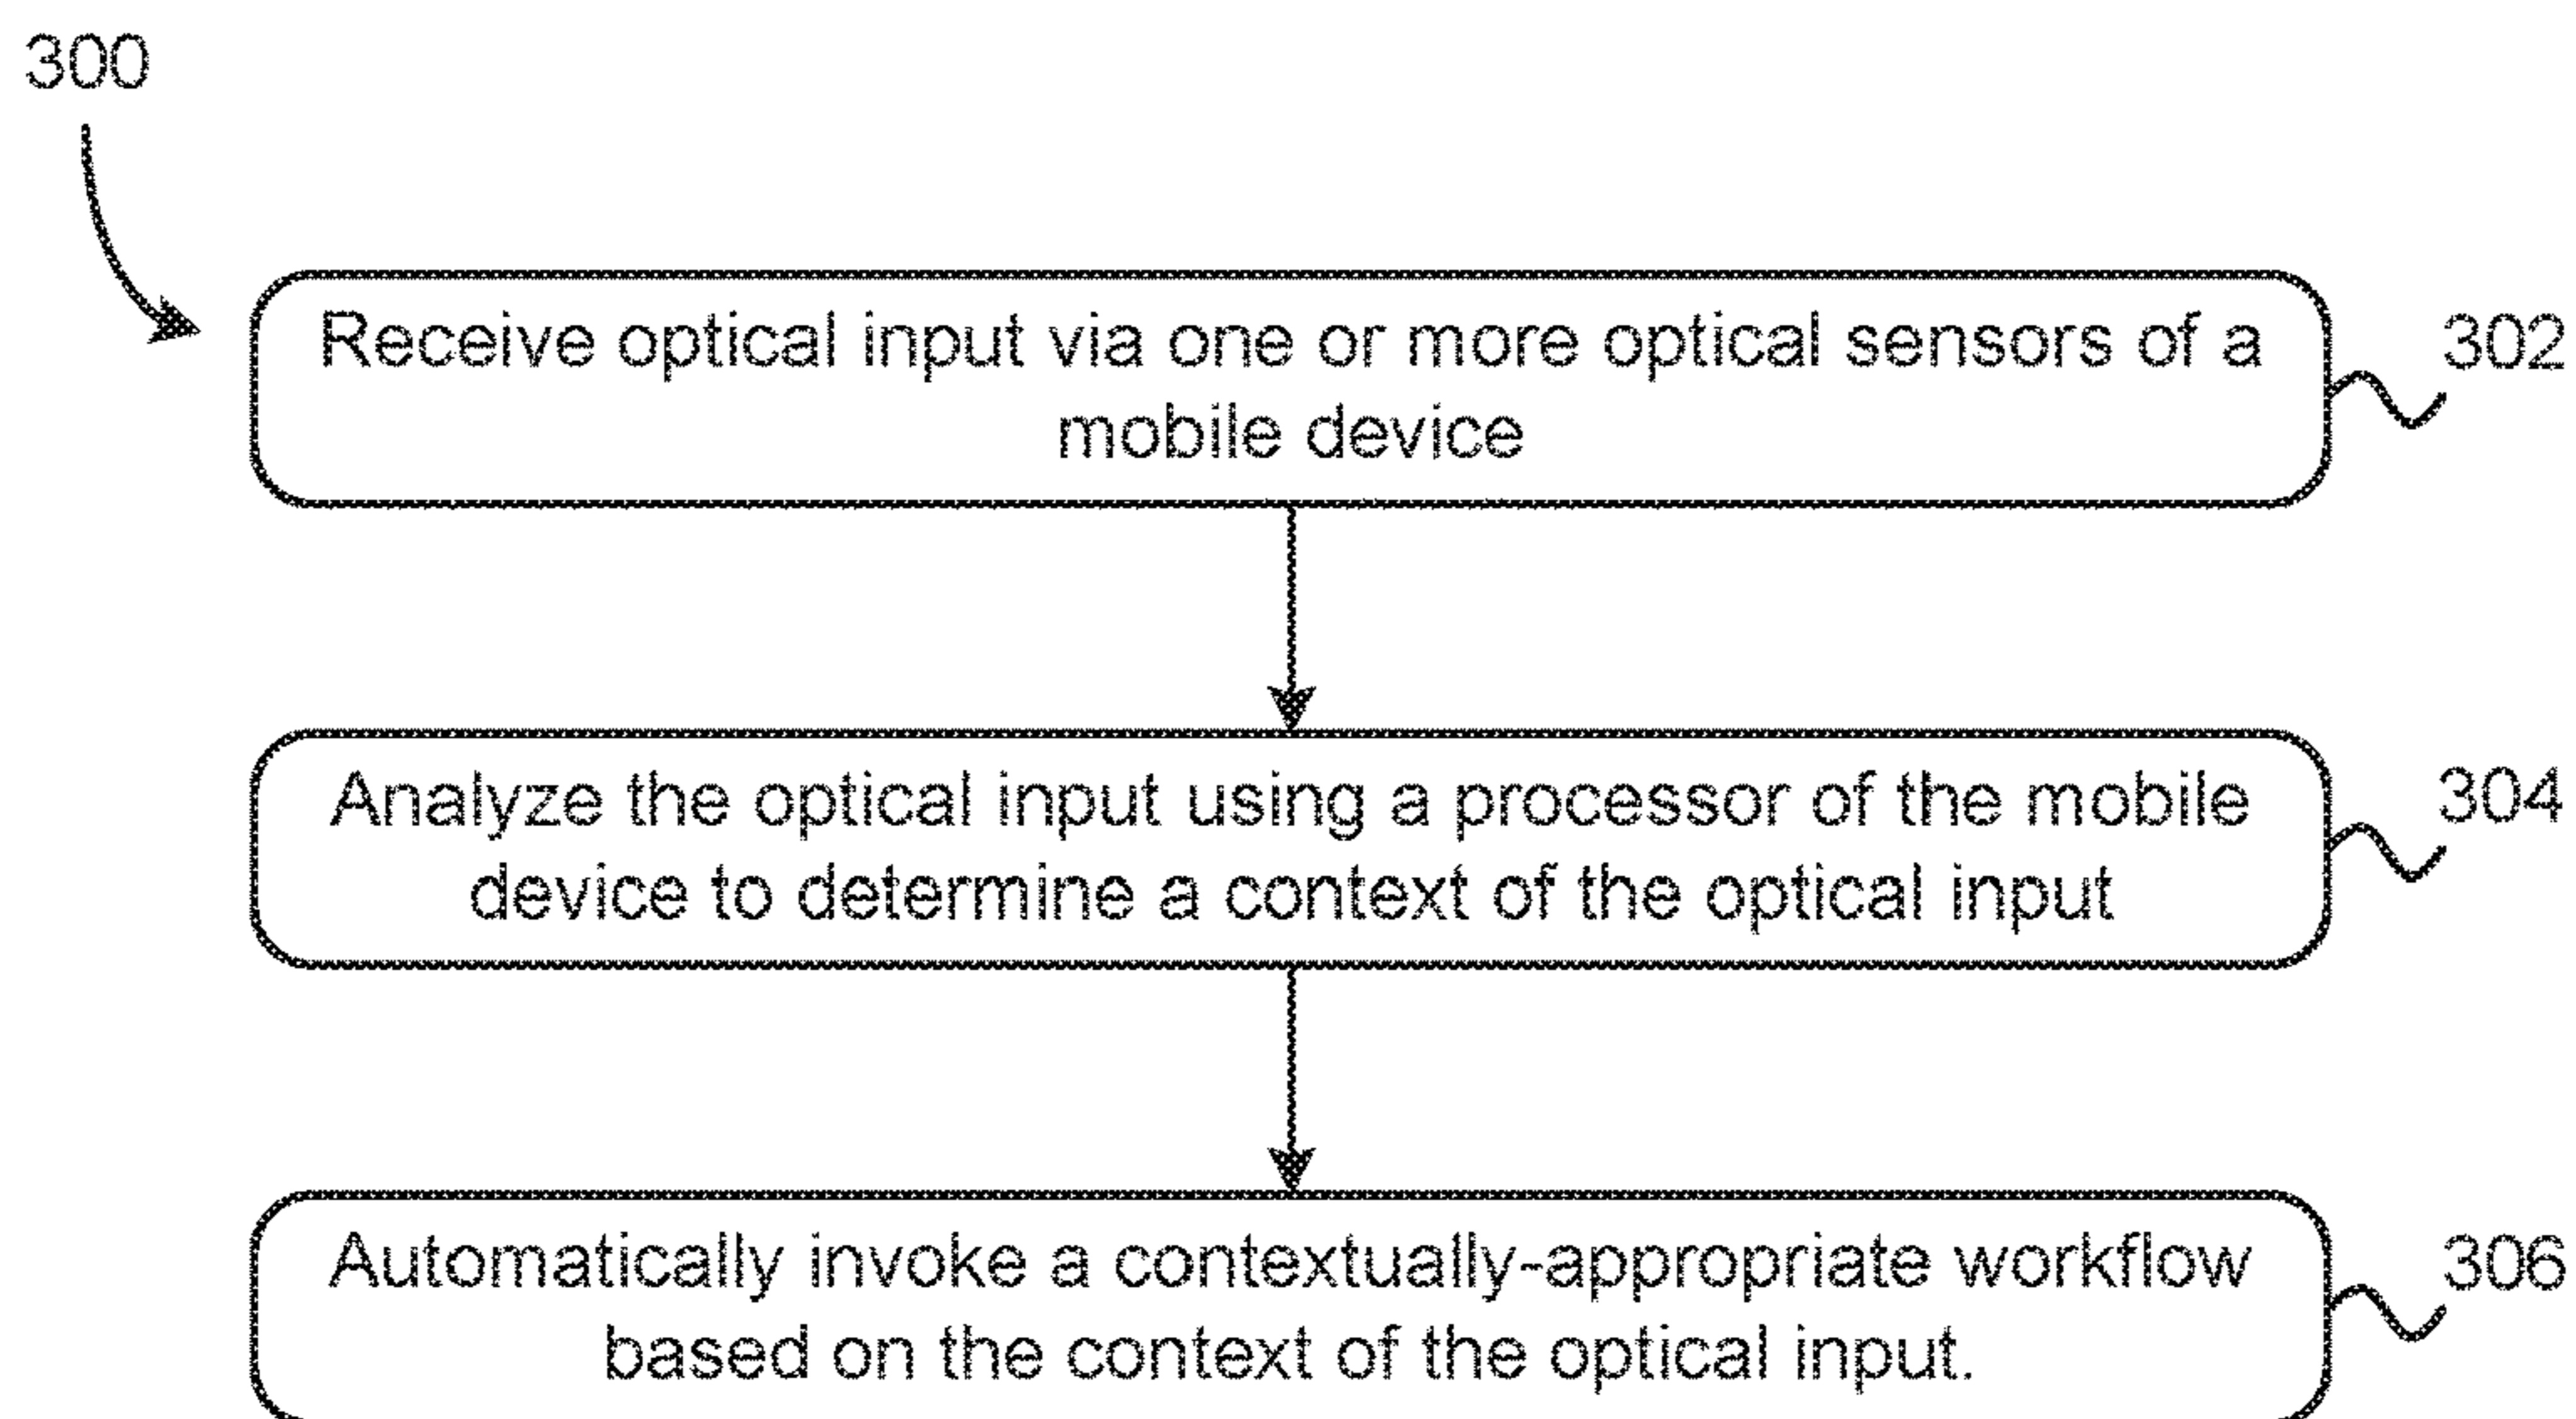 300
Receive optical input via one or more optical sensors of a
mobile device
302
Analyze the optical input using a processor of the mobile
device to determine a context of the optical input
304
Automatically invoke a contextually-appropriate workflow
based on the context of the optical input.
306